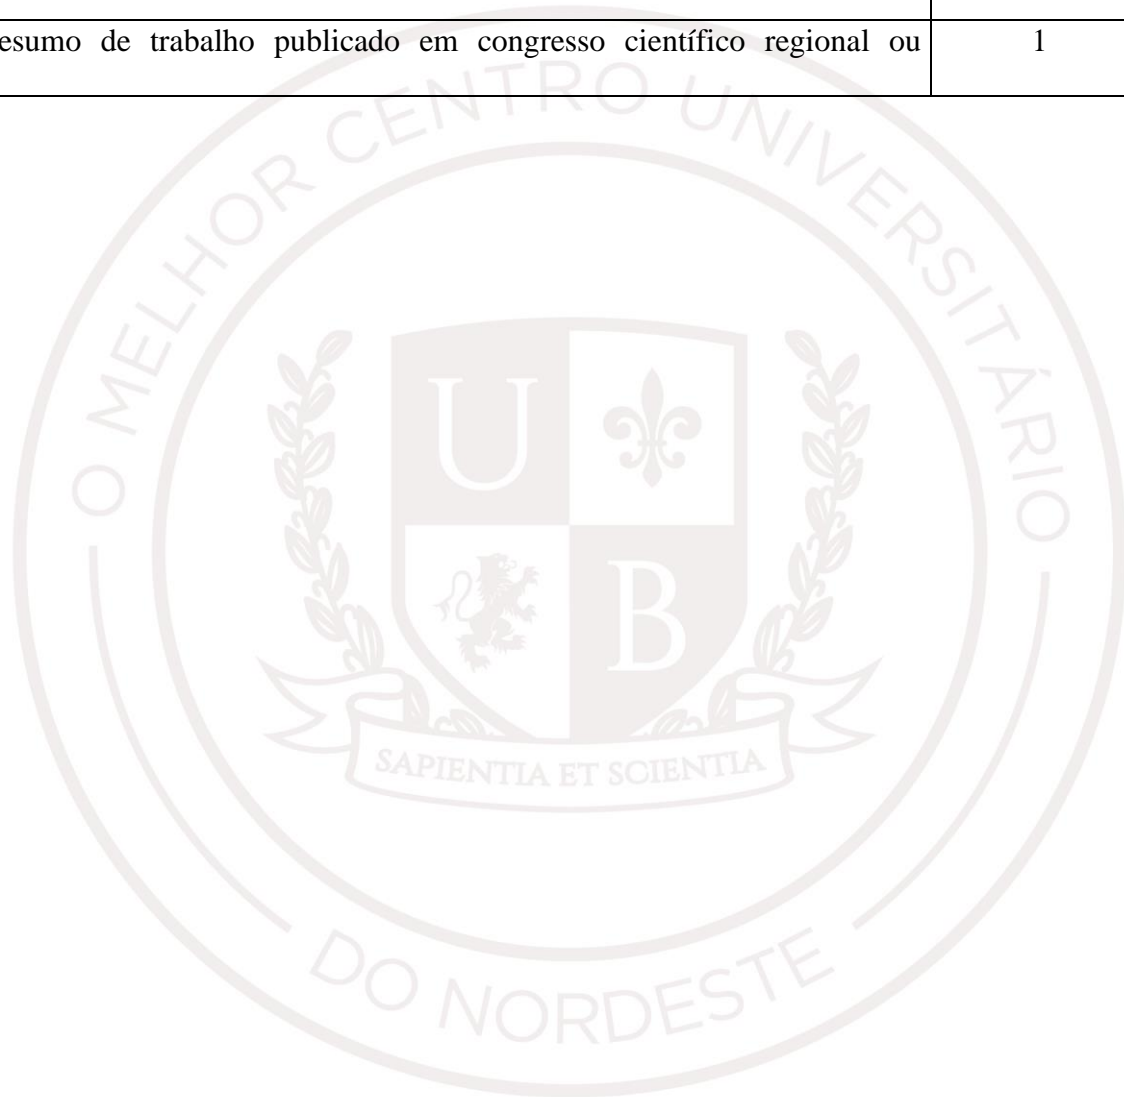 esumo de trabalho publicado em congresso científico regional ou 1
O MELHOR CENTRO UNIVERSITÁRIO
U
B
SAPIENTIA ET SCIENTIA
DO NORDESTE